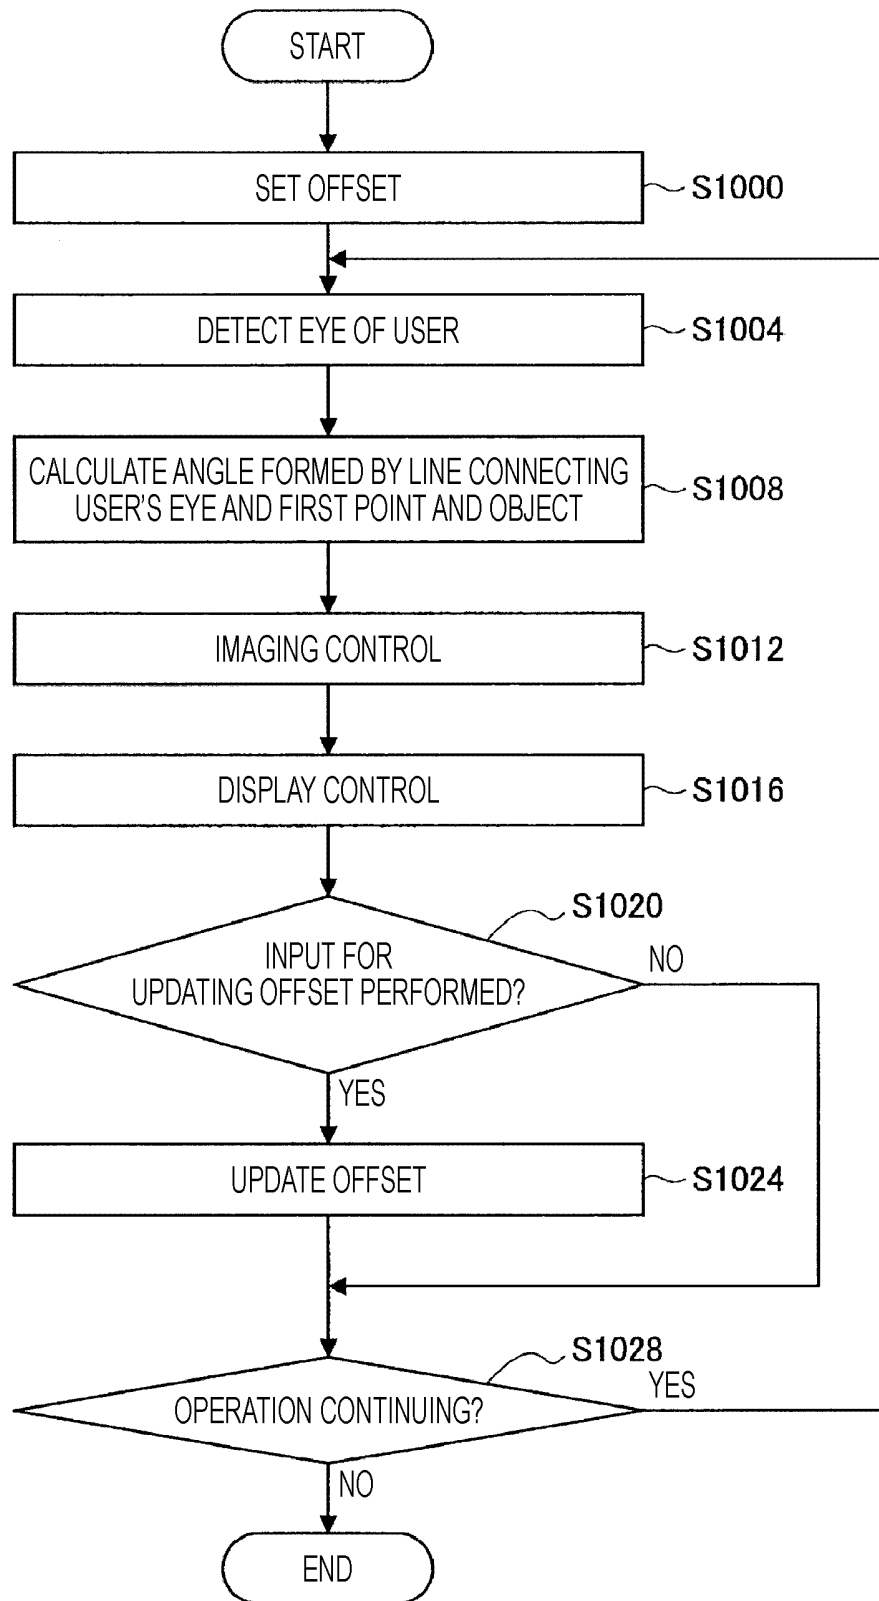 START
SET OFFSET
S1000
DETECT EYE OF USER
S1004
CALCULATE ANGLE FORMED BY LINE CONNECTING
USER'S EYE AND FIRST POINT AND OBJECT
S1008
IMAGING CONTROL
S1012
DISPLAY CONTROL
S1016
S1020
INPUT FOR
UPDATING OFFSET PERFORMED?
NO
YES
UPDATE OFFSET
S1024
S1028
OPERATION CONTINUING?
YES
NO
END